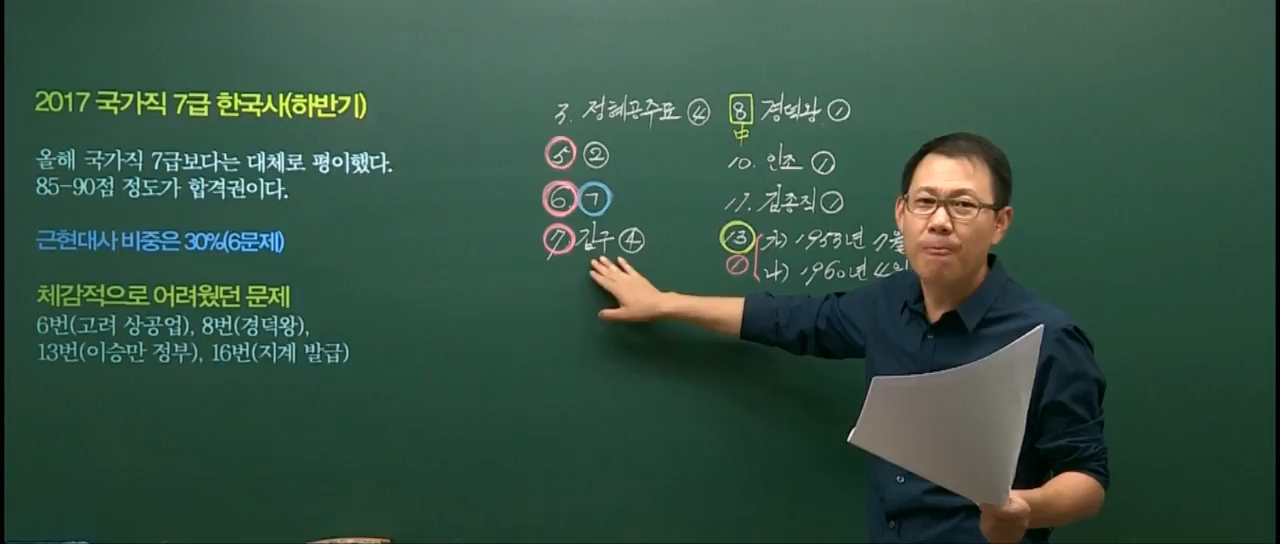 2017 국가직 7급 한국사(하반기)
올해 국가직 7급보다는 대체로 평이했다.
85-90점 정도가 합격권이다.
근현대사 비중은 30%(6문제)
체감적으로 어려웠던 문제
6번(고려 상공업), 8번(경덕왕),
13번(이승만 정부), 16번(지계 발급)
3. 정혜공주묘 ④
5 ②
6. ㄱ
7. 김구 ④
8 경덕왕 ①
中
10. 인조 ①
김종직 ①
13 가) 1953년 7월
① 나) 1960년 4월